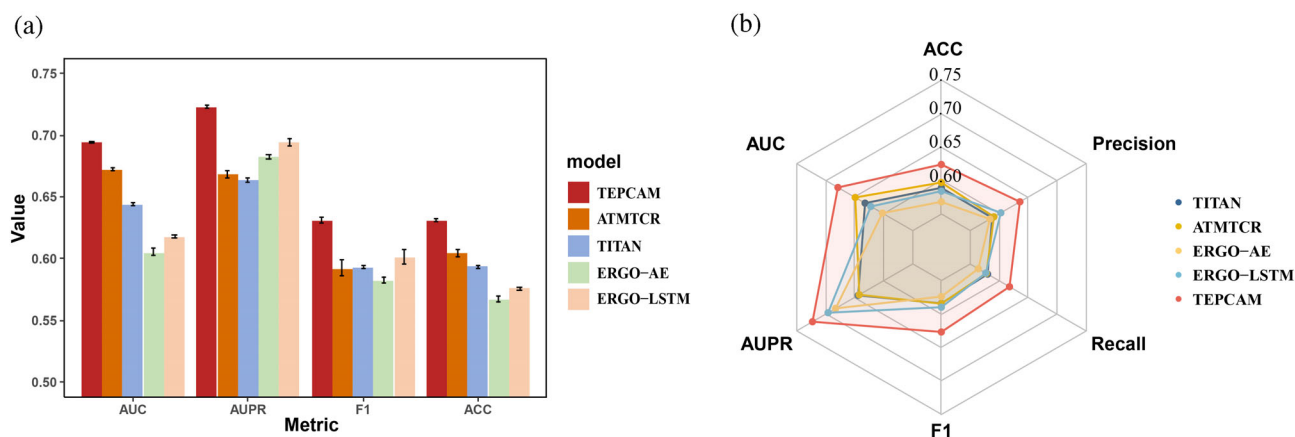 (a)
0.75
0.70
0.65
0.60
0.55
0.50
Value
AUC
AUPR
F1
ACC
Metric
model
TEPCAM
ATMTCR
TITAN
ERGO−AE
ERGO−LSTM
(b)
ACC
0.75
0.70
0.65
0.60
AUC
Precision
AUPR
Recall
F1
TITAN
ATMTCR
ERGO−AE
ERGO−LSTM
TEPCAM